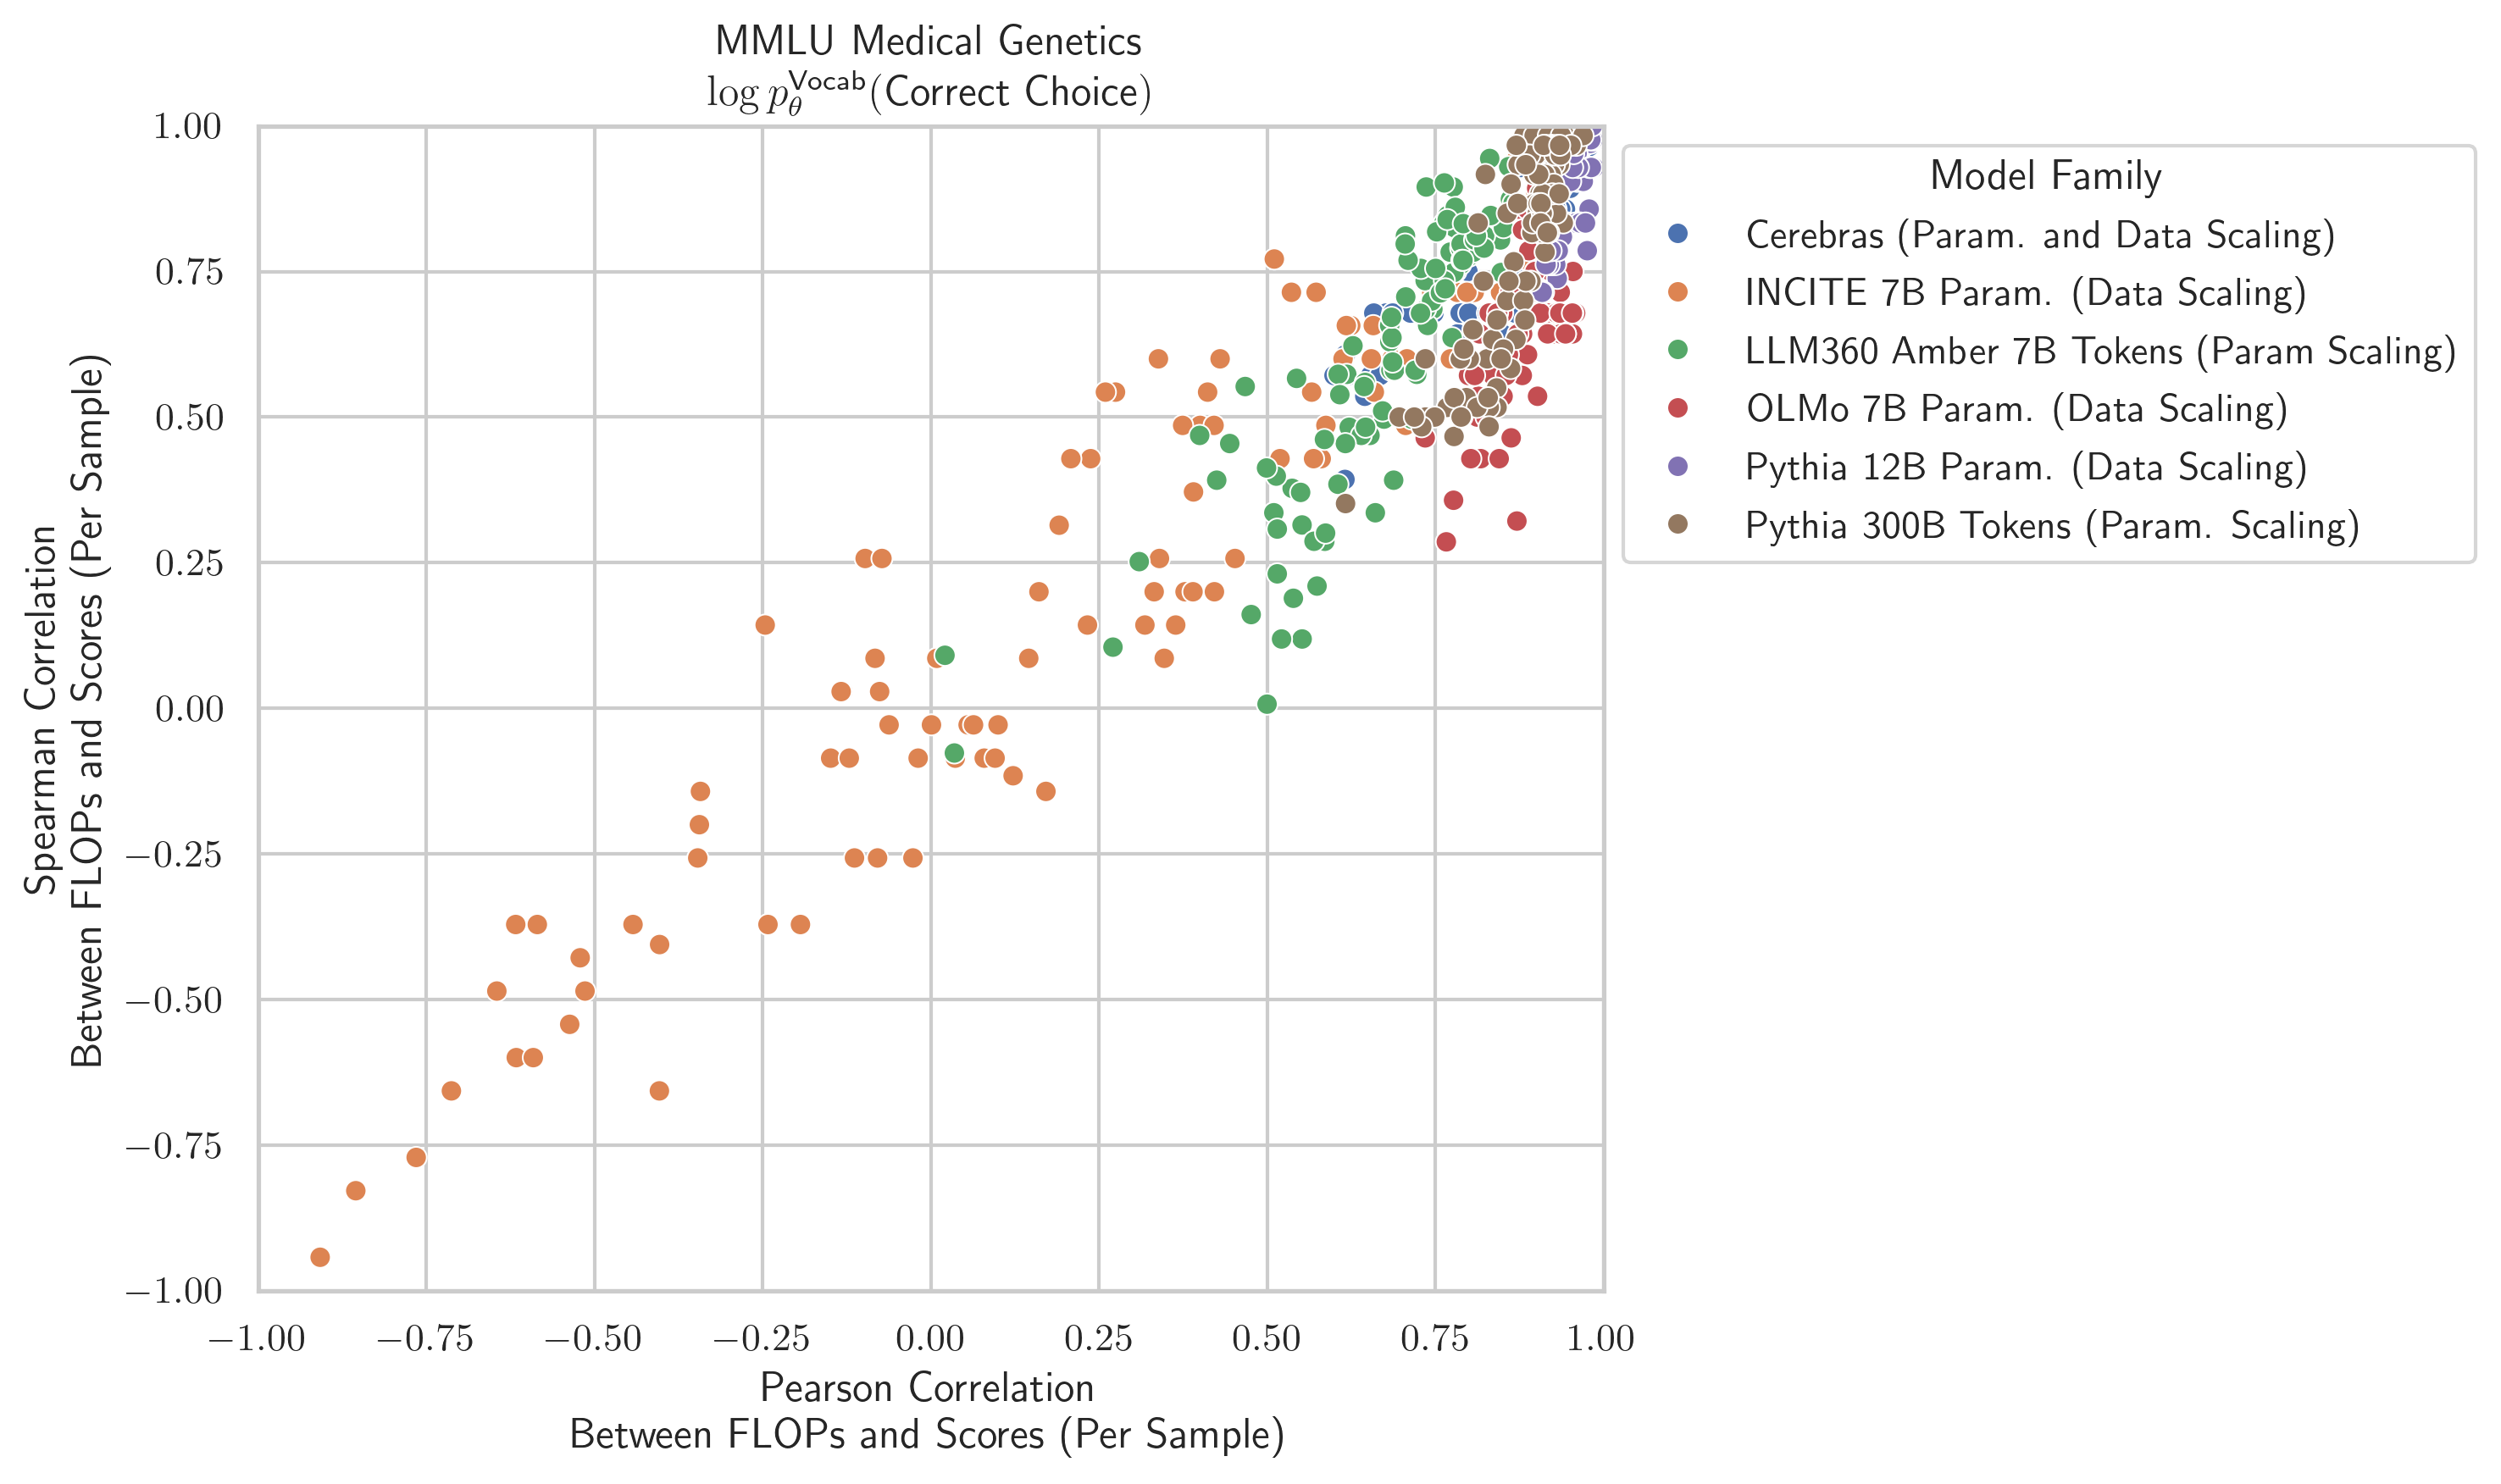 MMLU Medical Genetics
log p_θ^Vocab(Correct Choice)
Spearman Correlation
Between FLOPs and Scores (Per Sample)
1.00
0.75
0.50
0.25
0.00
−0.25
−0.50
−0.75
−1.00
−1.00 −0.75 −0.50 −0.25 0.00 0.25 0.50 0.75 1.00
Pearson Correlation
Between FLOPs and Scores (Per Sample)
Model Family
Cerebras (Param. and Data Scaling)
INCITE 7B Param. (Data Scaling)
LLM360 Amber 7B Tokens (Param Scaling)
OLMo 7B Param. (Data Scaling)
Pythia 12B Param. (Data Scaling)
Pythia 300B Tokens (Param. Scaling)